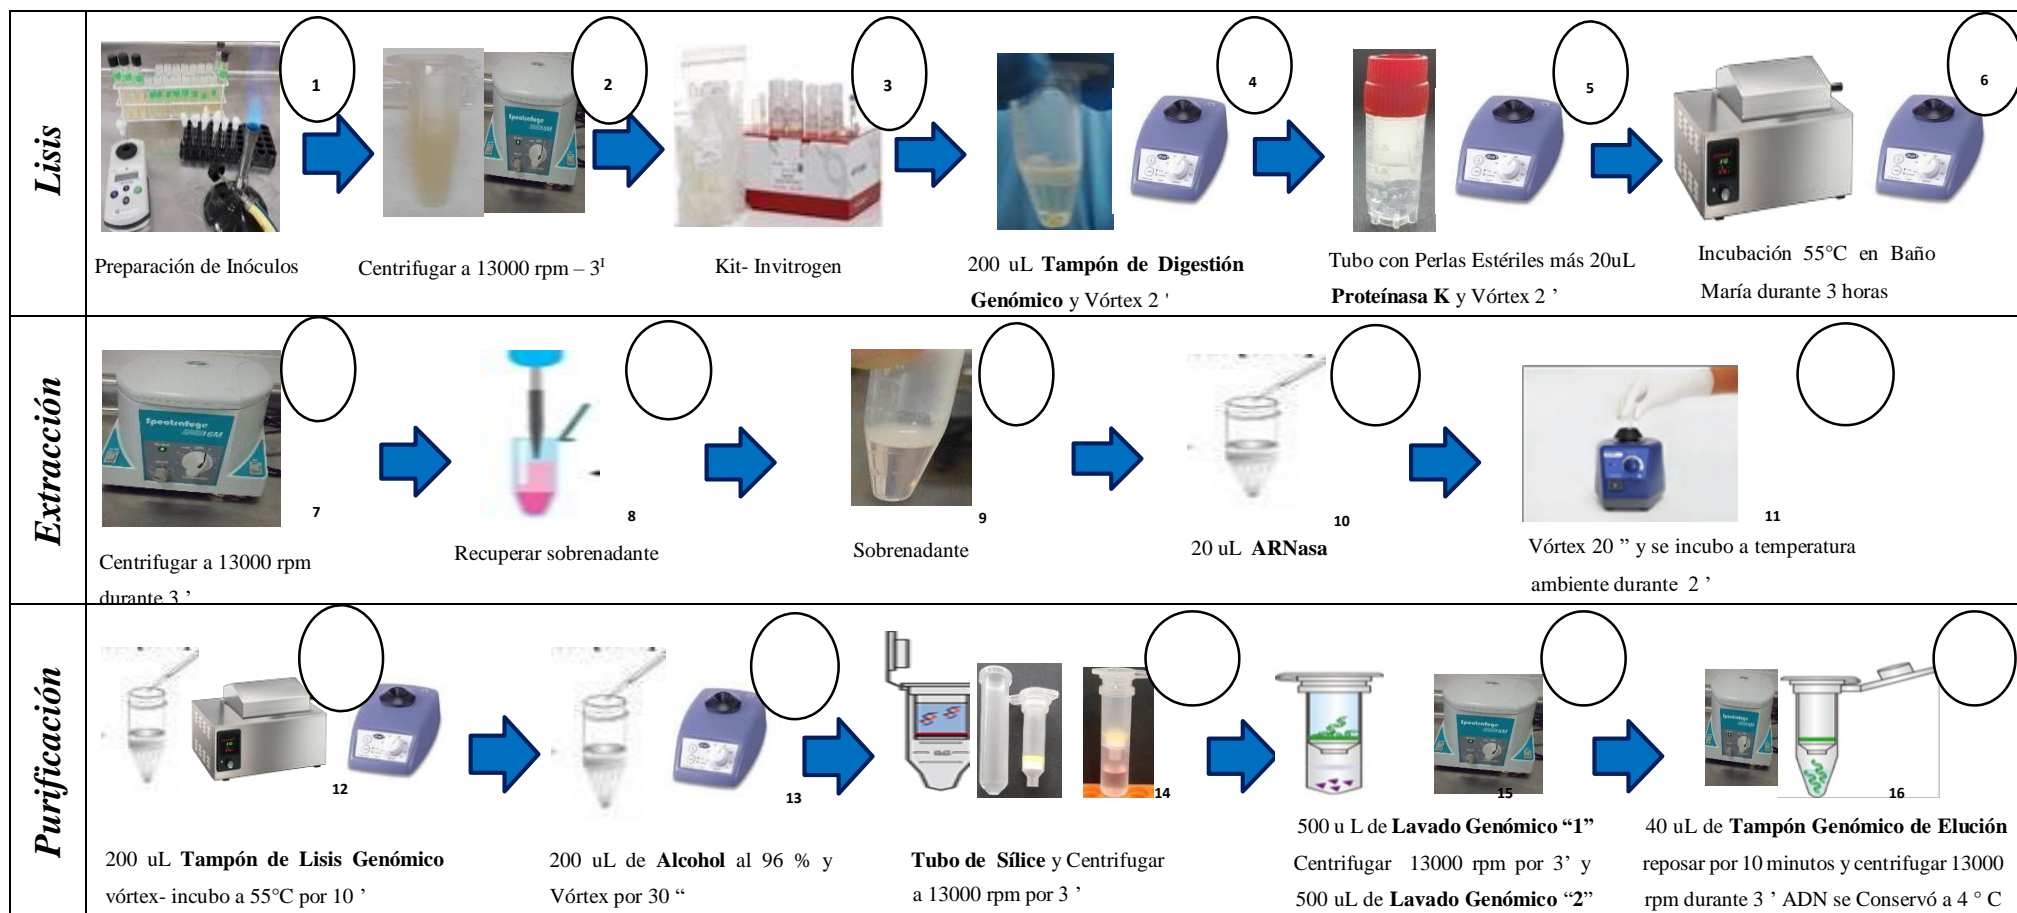 Lisis
1
2
3
4
5
6
Spectrafuge
16M
Preparación de Inóculos
Centrifugar a 13000 rpm – 3ᴵ
Kit- Invitrogen
200 uL Tampón de Digestión
Genómico y Vórtex 2 '
Tubo con Perlas Estériles más 20uL
Proteínasa K y Vórtex 2 ’
Incubación 55°C en Baño
María durante 3 horas
Extracción
Spectrafuge
16M
7
8
9
10
11
Centrifugar a 13000 rpm
durante 3 ’
Recuperar sobrenadante
Sobrenadante
20 uL ARNasa
Vórtex 20 ” y se incubo a temperatura
ambiente durante 2 ’
Purificación
12
13
14
15
16
200 uL Tampón de Lisis Genómico
vórtex- incubo a 55°C por 10 ’
200 uL de Alcohol al 96 % y
Vórtex por 30 “
Tubo de Sílice y Centrifugar
a 13000 rpm por 3 ’
500 u L de Lavado Genómico “1”
Centrifugar 13000 rpm por 3’ y
500 uL de Lavado Genómico “2”
40 uL de Tampón Genómico de Elución
reposar por 10 minutos y centrifugar 13000
rpm durante 3 ’ ADN se Conservó a 4 ° C